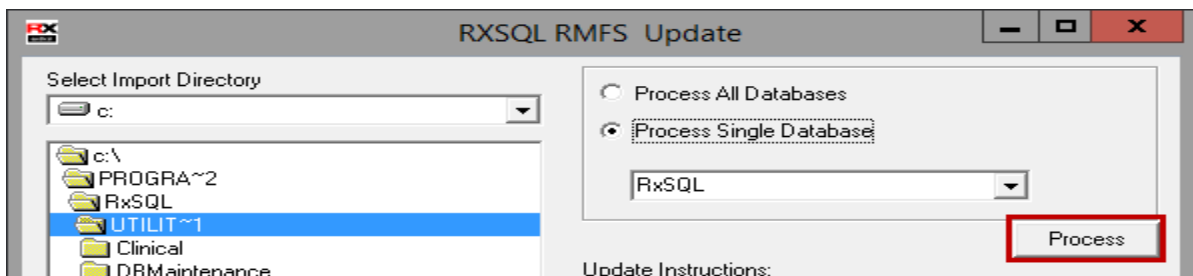 RX
RXSQL RMFS Update
Select Import Directory
c:
c:\
PROGRA~2
RxSQL
UTILIT~1
Clinical
DBMaintenance
Process All Databases
Process Single Database
RxSQL
Process
Update Instructions: